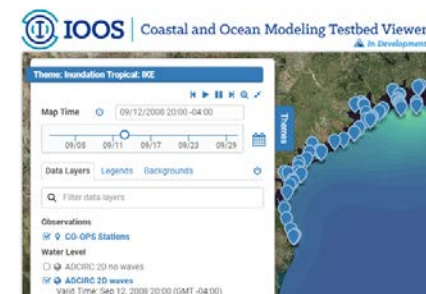 IOOS Coastal and Ocean Modeling Testbed Viewer
In Development
Theme: Inundation Tropical: IKE
Map Time 09/12/2008 20:00 -04:00
09/05 09/11 09/17 09/23 09/29
Themes
Data Layers Legends Backgrounds
Filter data layers
Observations
CO-OPS Stations
Water Level
ADCIRC 2D no waves
ADCIRC 2D waves
Valid Time: Sep 12, 2008 20:00 (GMT -04:00)